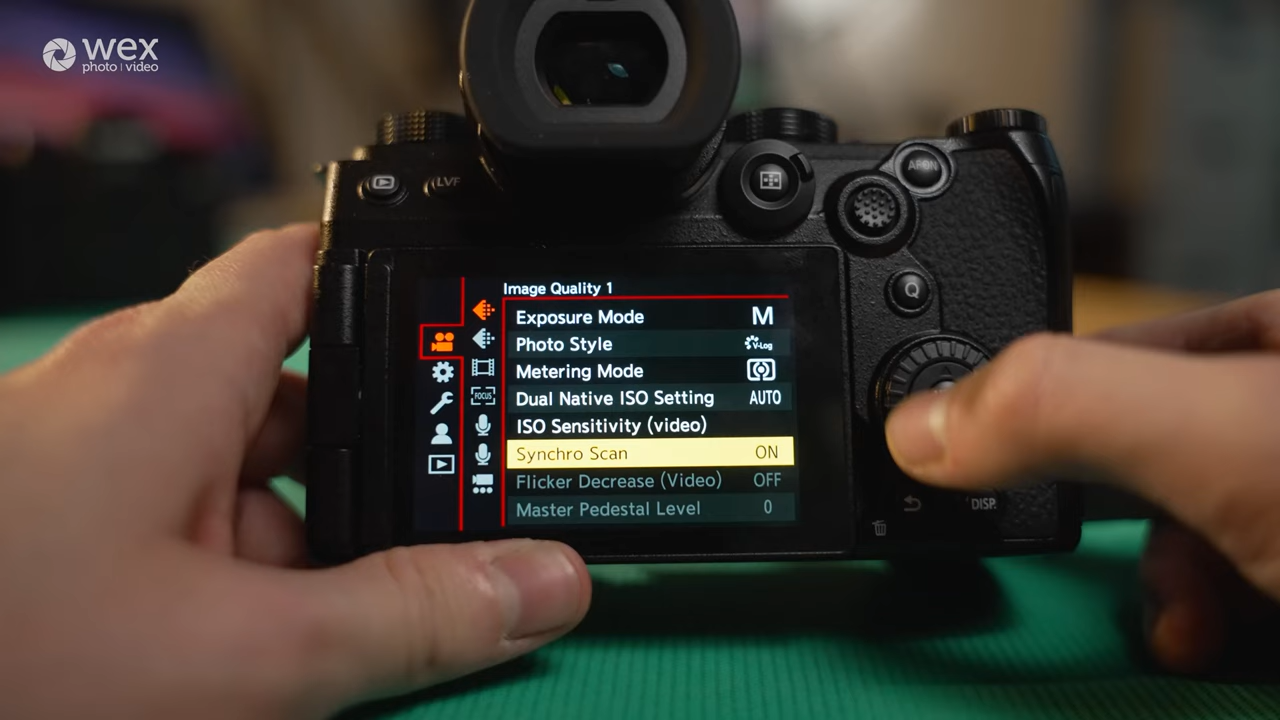 wex
photo | video
LVF
AF ON
Q
Image Quality 1
Exposure Mode M
Photo Style V-Log
Metering Mode
Dual Native ISO Setting AUTO
FOCUS
ISO Sensitivity (video)
Synchro Scan ON
Flicker Decrease (Video) OFF
Master Pedestal Level 0
DISP.